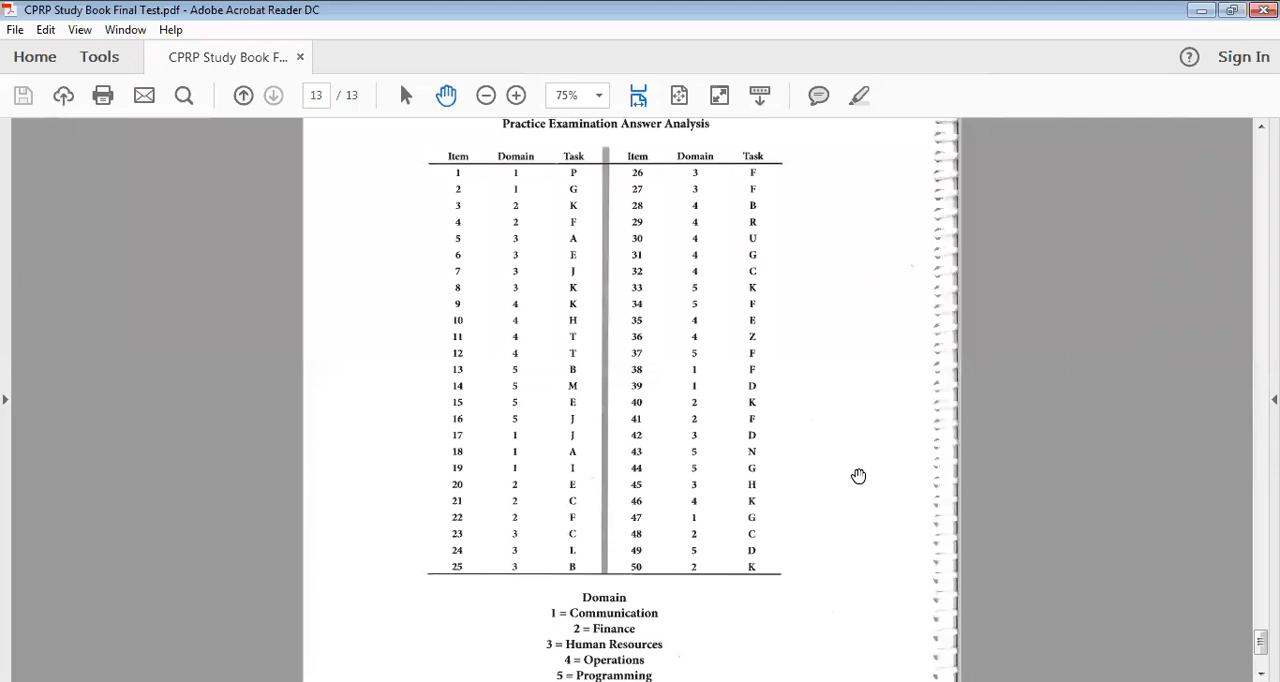 CPRP Study Book Final Test.pdf - Adobe Acrobat Reader DC
File Edit View Window Help
Home Tools CPRP Study Book F... × ? Sign In
13 / 13 75%
Practice Examination Answer Analysis
Item Domain Task Item Domain Task
1 1 P 26 3 F
2 1 G 27 3 F
3 2 K 28 4 B
4 2 F 29 4 R
5 3 A 30 4 U
6 3 E 31 4 G
7 3 J 32 4 C
8 3 K 33 5 K
9 4 K 34 5 F
10 4 H 35 4 E
11 4 T 36 4 Z
12 4 T 37 5 F
13 5 B 38 1 F
14 5 M 39 1 D
15 5 E 40 2 K
16 5 J 41 2 F
17 1 J 42 3 D
18 1 A 43 5 N
19 1 I 44 5 G
20 2 E 45 3 H
21 2 C 46 4 K
22 2 F 47 1 G
23 3 C 48 2 C
24 3 L 49 5 D
25 3 B 50 2 K
Domain
1 = Communication
2 = Finance
3 = Human Resources
4 = Operations
5 = Programming